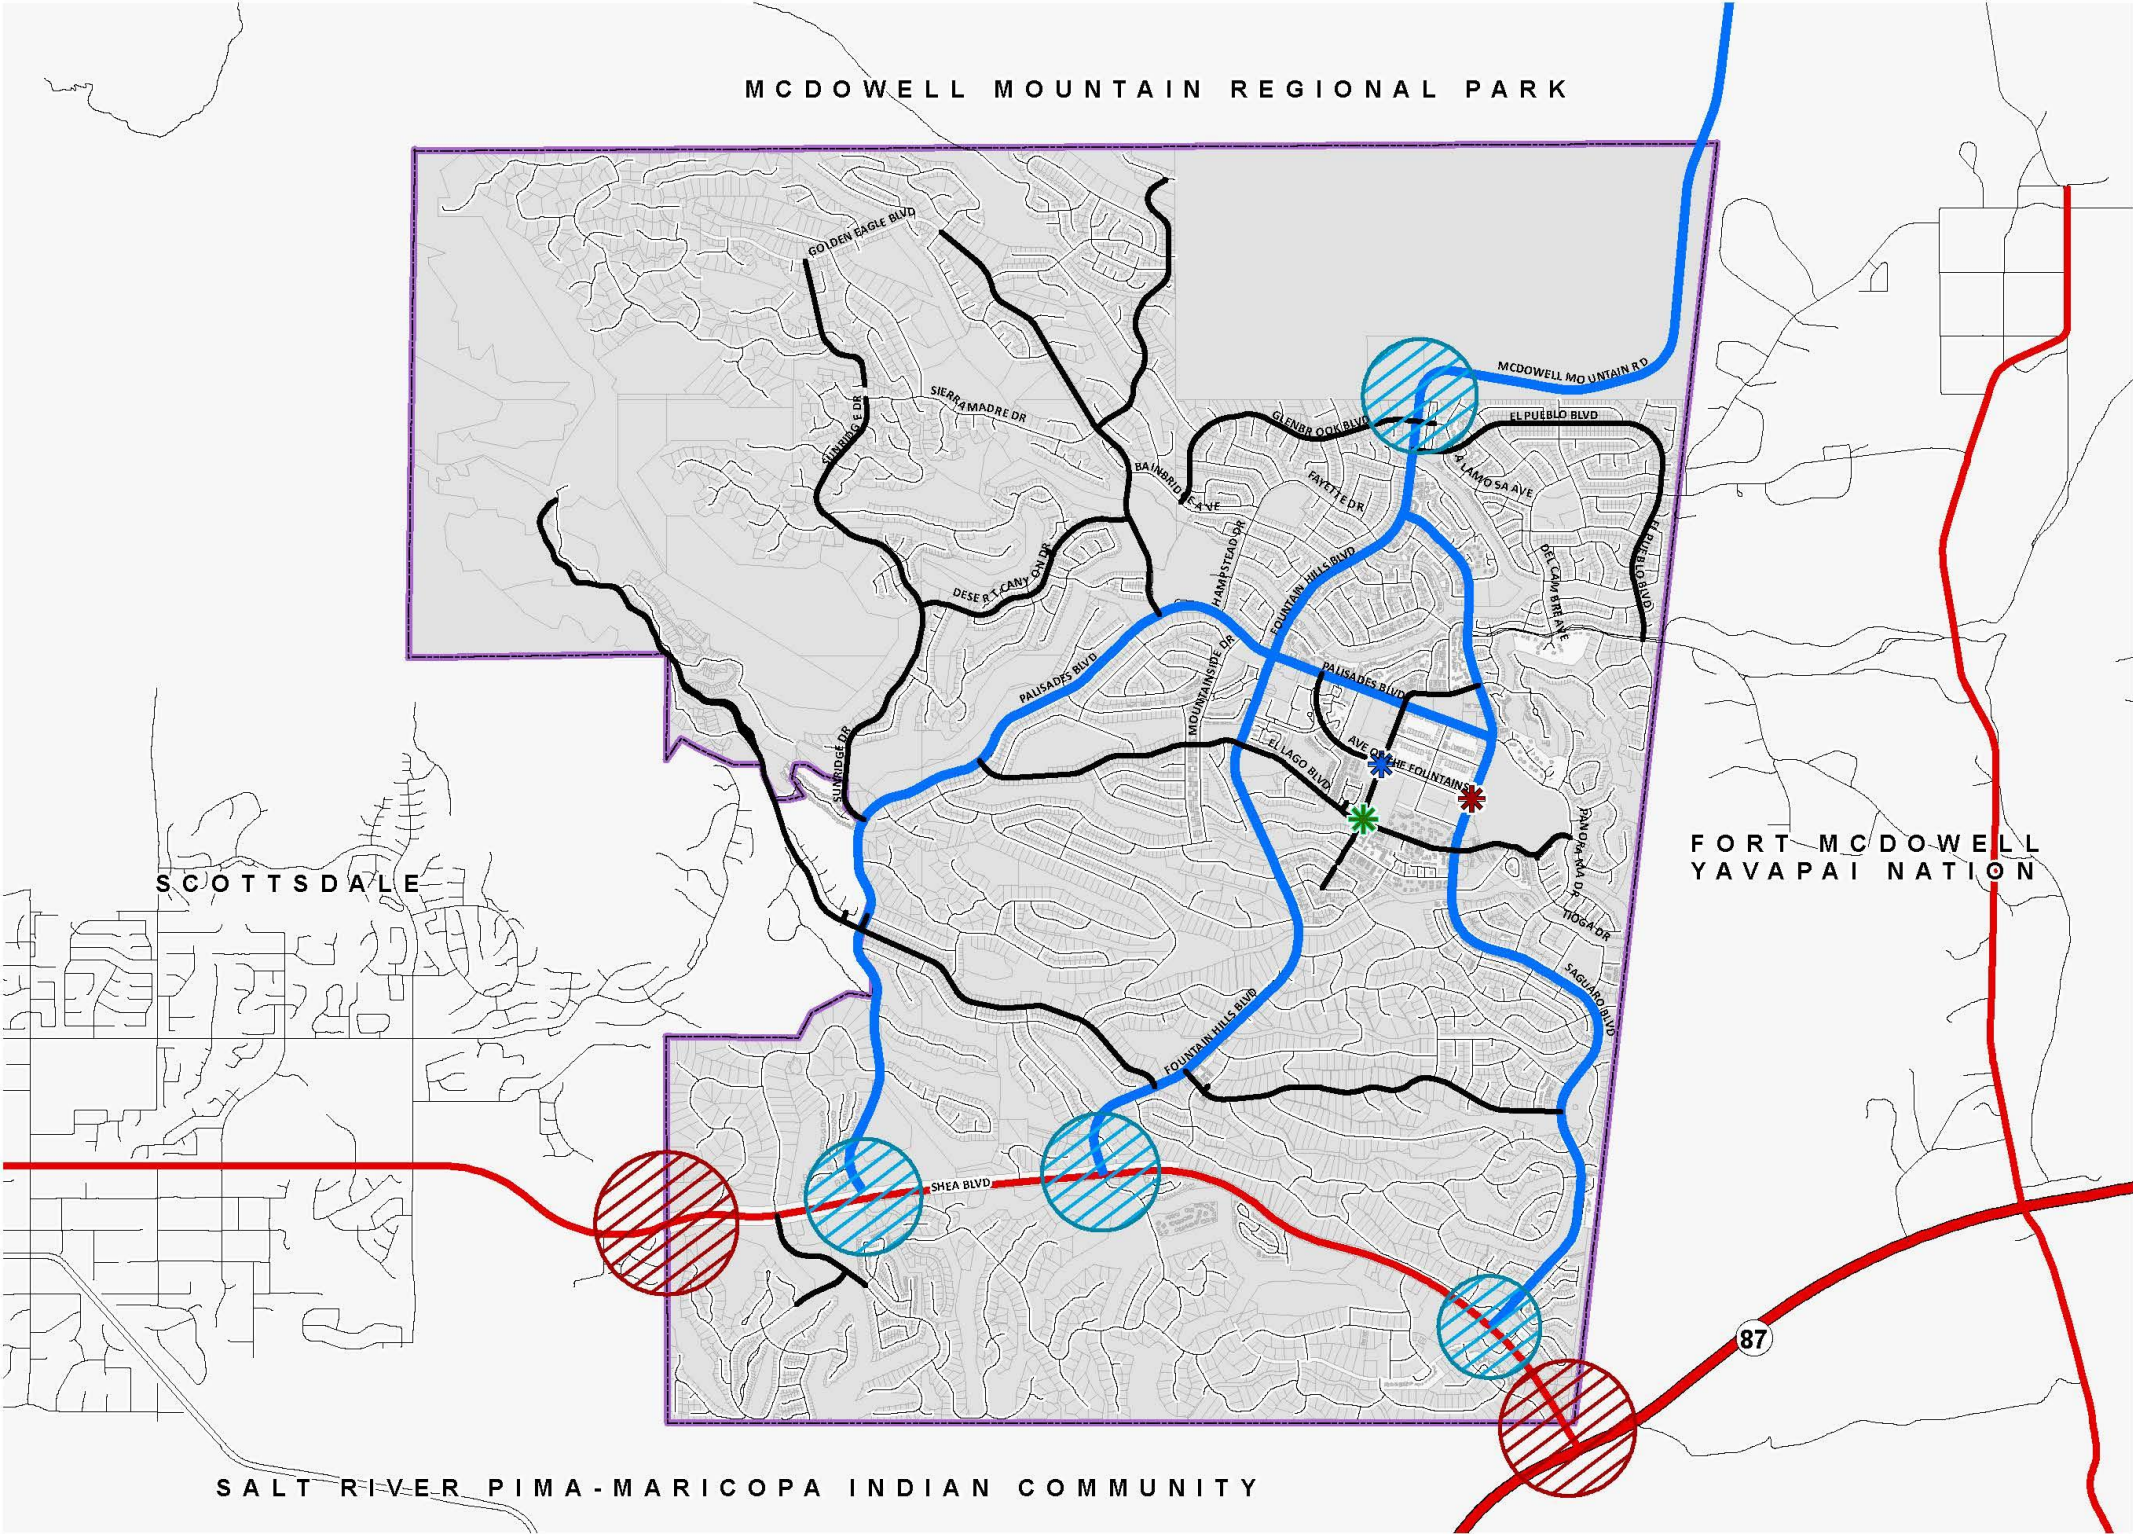 MCDOWELL MOUNTAIN REGIONAL PARK
GOLDEN EAGLE BLVD
MCDOWELL MOUNTAIN RD
SIERRA MADRE DR
SUNRIDGE DR
GLENBROOK BLVD
EL PUEBLO BLVD
BAINBRIDGE AVE
FAYETTE DR
LAMOSA AVE
EL PUEBLO BLVD
HAMPSTEAD DR
FOUNTAIN HILLS BLVD
DEL CAMBRE AVE
DESERT CANYON DR
PALISADES BLVD
MOUNTAINSIDE DR
PALISADES BLVD
SUNRIDGE DR
EL LAGO BLVD
AVE OF THE FOUNTAINS
PANORAMA DR
FORT MCDOWELL
YAVAPAI NATION
SCOTTSDALE
TIOGA DR
SAGUARO BLVD
FOUNTAIN HILLS BLVD
SHEA BLVD
87
SALT RIVER PIMA-MARICOPA INDIAN COMMUNITY